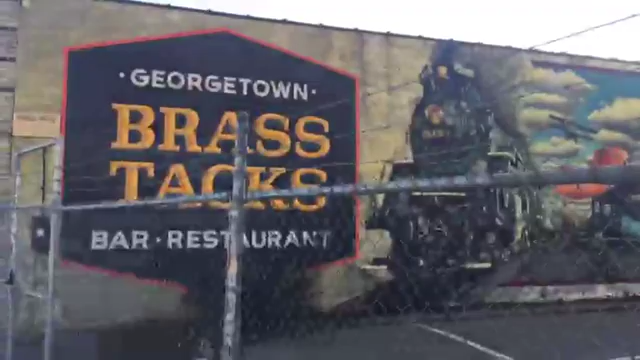 · GEORGETOWN ·
BRASS
TACKS
BAR · RESTAURANT